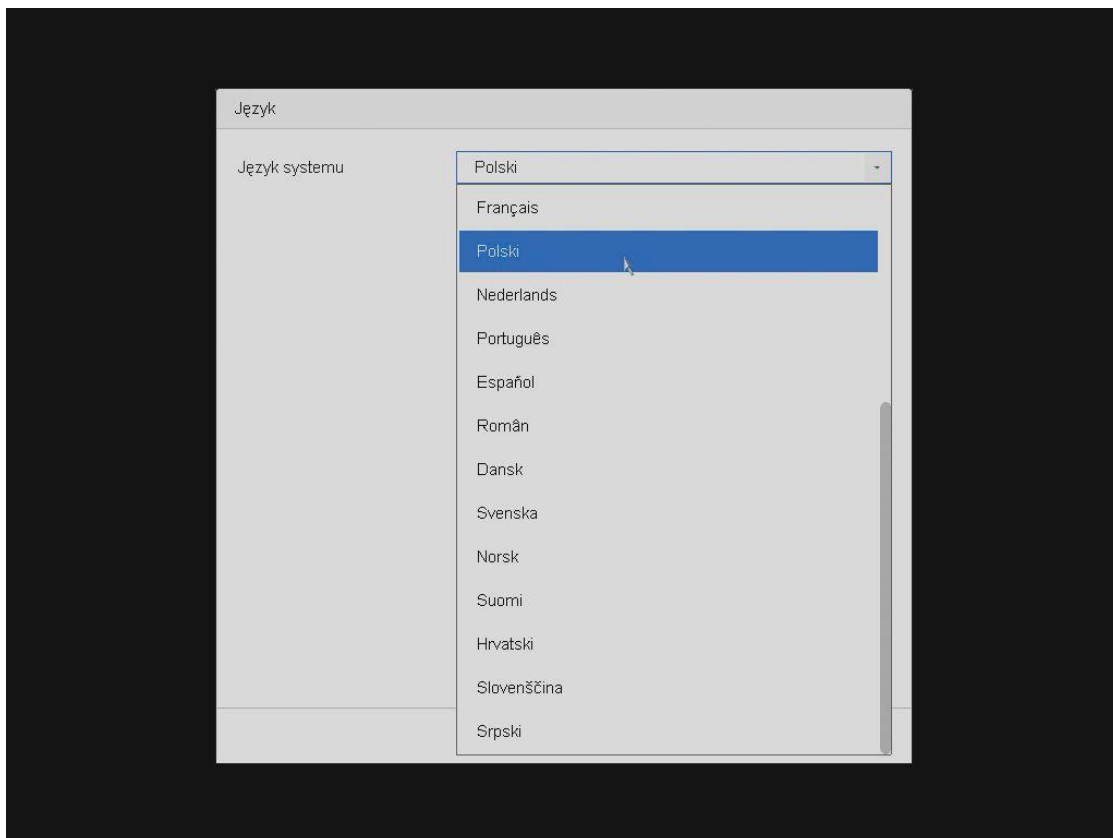 Język
Język systemu
Polski
Français
Polski
Nederlands
Português
Español
Român
Dansk
Svenska
Norsk
Suomi
Hrvatski
Slovenščina
Srpski